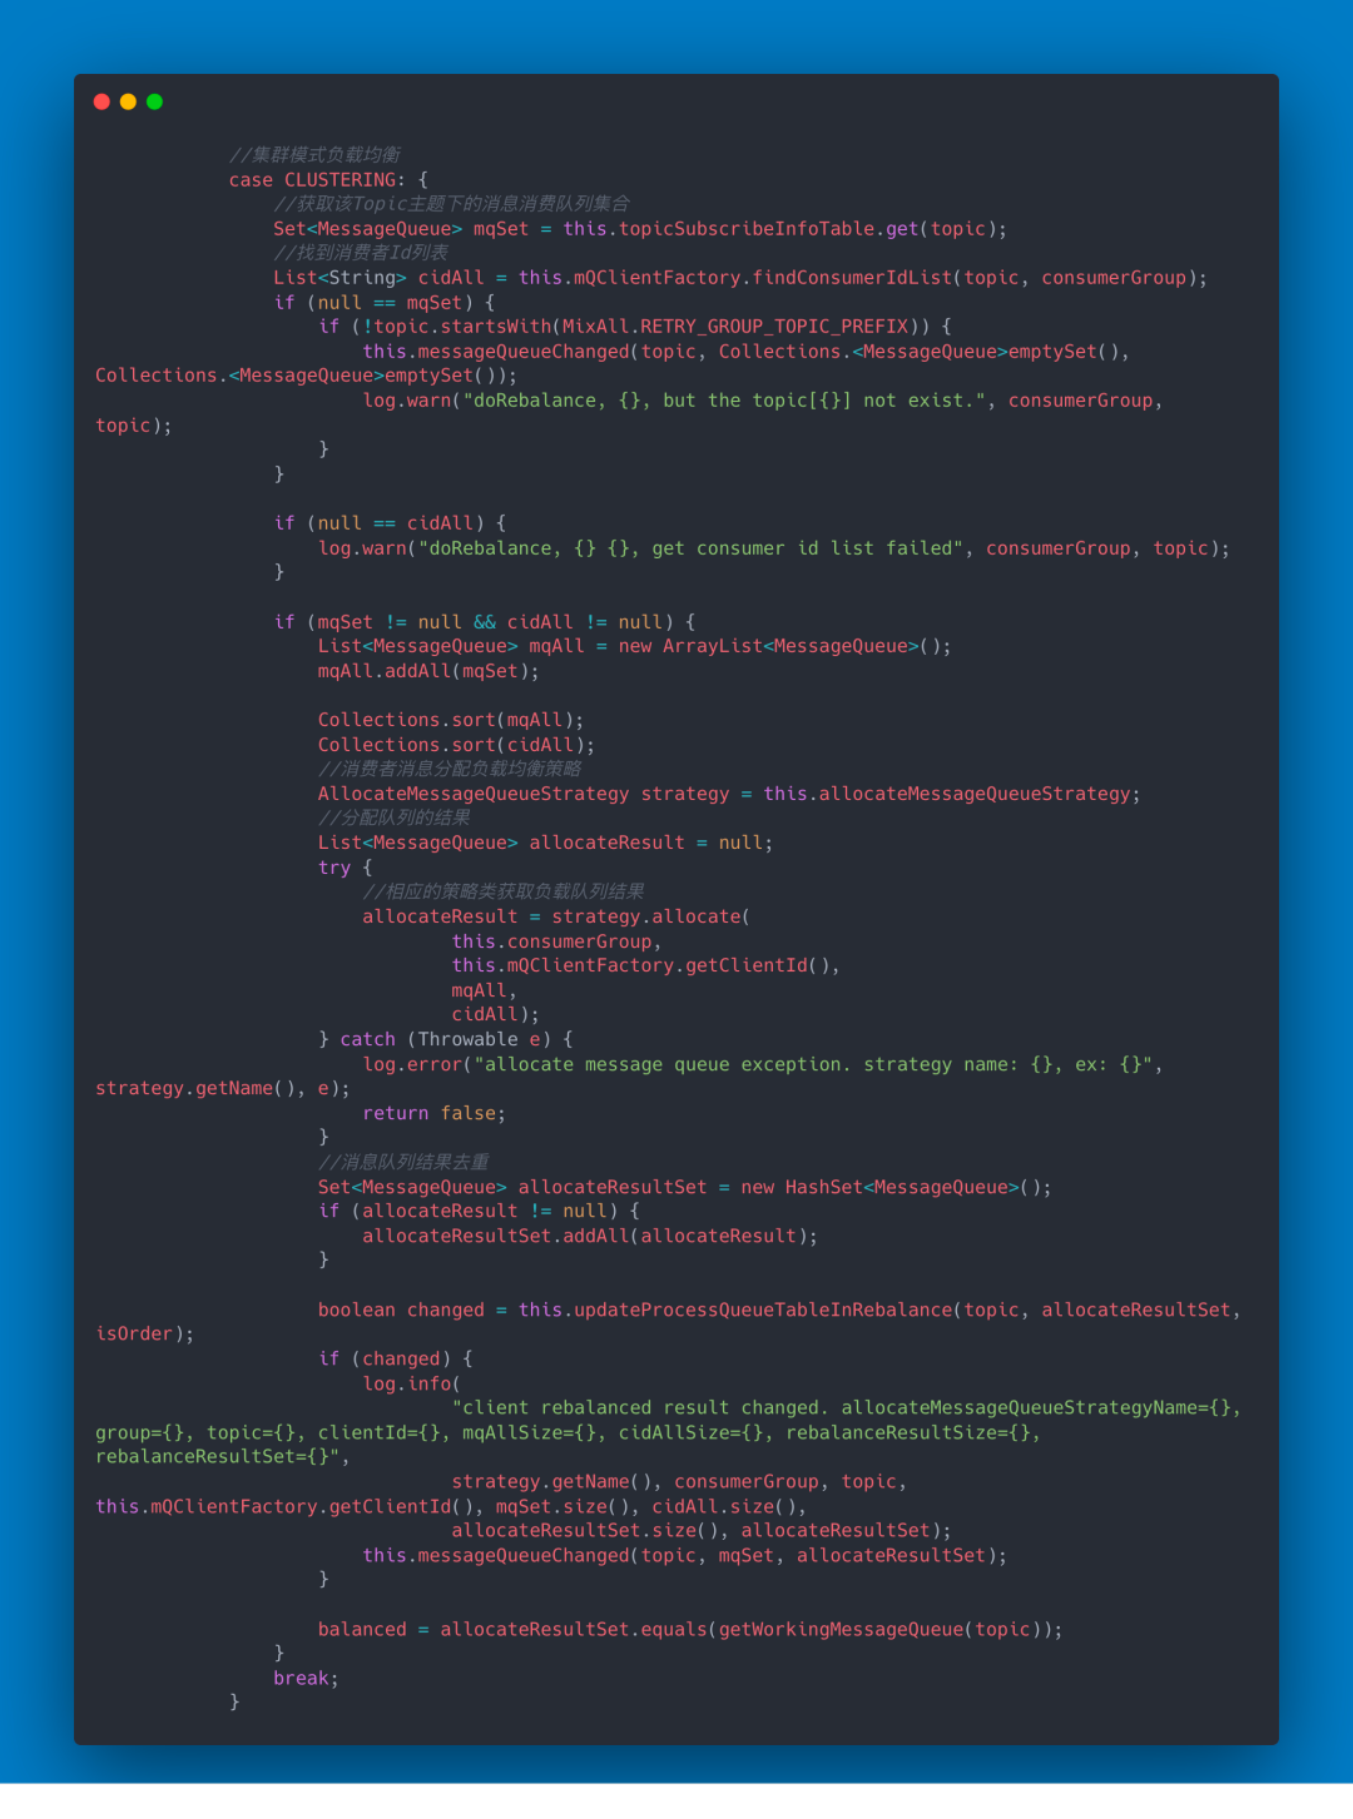 //集群模式负载均衡
case CLUSTERING: {
//获取该Topic主题下的消息消费队列集合
Set<MessageQueue> mqSet = this.topicSubscribeInfoTable.get(topic);
//找到消费者Id列表
List<String> cidAll = this.mQClientFactory.findConsumerIdList(topic, consumerGroup);
if (null == mqSet) {
if (!topic.startsWith(MixAll.RETRY_GROUP_TOPIC_PREFIX)) {
this.messageQueueChanged(topic, Collections.<MessageQueue>emptySet(),
Collections.<MessageQueue>emptySet());
log.warn("doRebalance, {}, but the topic[{}] not exist.", consumerGroup,
topic);
}
}
if (null == cidAll) {
log.warn("doRebalance, {} {}, get consumer id list failed", consumerGroup, topic);
}
if (mqSet != null && cidAll != null) {
List<MessageQueue> mqAll = new ArrayList<MessageQueue>();
mqAll.addAll(mqSet);
Collections.sort(mqAll);
Collections.sort(cidAll);
//消费者消息分配负载均衡策略
AllocateMessageQueueStrategy strategy = this.allocateMessageQueueStrategy;
//分配队列的结果
List<MessageQueue> allocateResult = null;
try {
//相应的策略类获取负载队列结果
allocateResult = strategy.allocate(
this.consumerGroup,
this.mQClientFactory.getClientId(),
mqAll,
cidAll);
} catch (Throwable e) {
log.error("allocate message queue exception. strategy name: {}, ex: {}",
strategy.getName(), e);
return false;
}
//消息队列结果去重
Set<MessageQueue> allocateResultSet = new HashSet<MessageQueue>();
if (allocateResult != null) {
allocateResultSet.addAll(allocateResult);
}
boolean changed = this.updateProcessQueueTableInRebalance(topic, allocateResultSet,
isOrder);
if (changed) {
log.info(
"client rebalanced result changed. allocateMessageQueueStrategyName={},
group={}, topic={}, clientId={}, mqAllSize={}, cidAllSize={}, rebalanceResultSize={},
rebalanceResultSet={}",
strategy.getName(), consumerGroup, topic,
this.mQClientFactory.getClientId(), mqSet.size(), cidAll.size(),
allocateResultSet.size(), allocateResultSet);
this.messageQueueChanged(topic, mqSet, allocateResultSet);
}
balanced = allocateResultSet.equals(getWorkingMessageQueue(topic));
}
break;
}